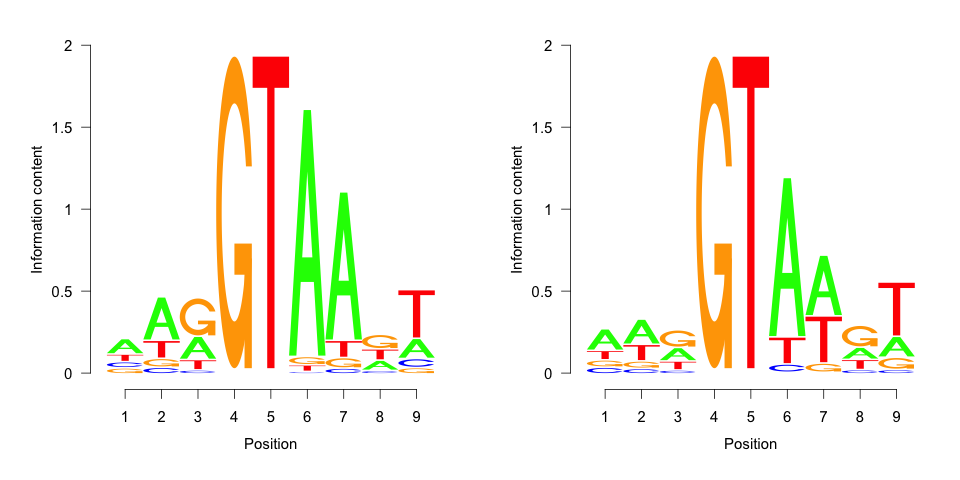 2
1.5
1
0.5
0
Information content
A T C G
A T G C
G A T C
G
T
A G T C
A T G C
G T A C
T A C G
1 2 3 4 5 6 7 8 9
Position
2
1.5
1
0.5
0
Information content
A T G C
A T G C
G A T C
G
T
A T C
A T G
G A T C
T A G C
1 2 3 4 5 6 7 8 9
Position